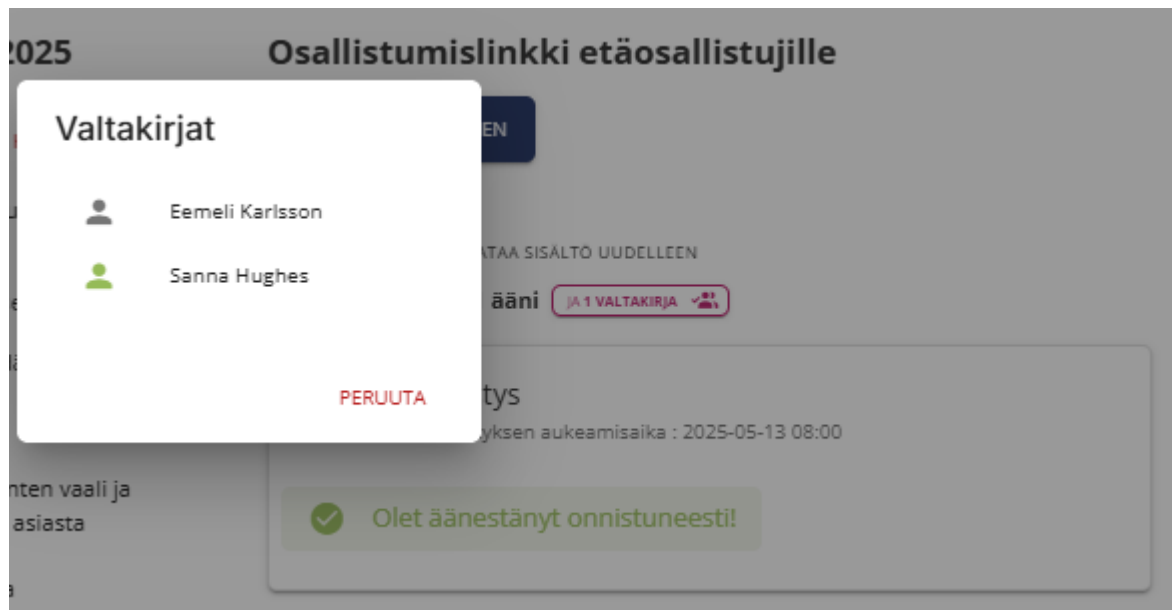 2025
Osallistumislinkki etäosallistujille
Valtakirjat
EN
Eemeli Karlsson
Sanna Hughes
TAA SISÄLTÖ UUDELLEEN
ääni
JA 1 VALTAKIRJA
PERUUTA
tys
yksen aukeamisaika : 2025-05-13 08:00
nten vaali ja
asiasta
Olet äänestänyt onnistuneesti!